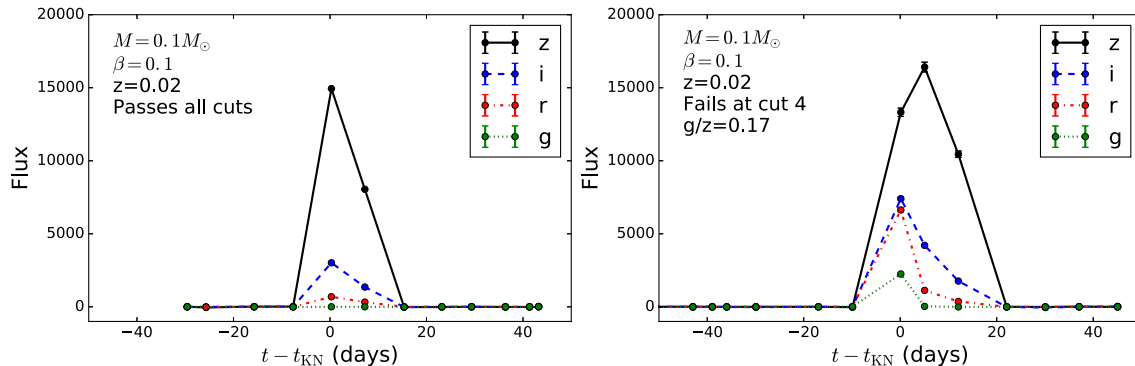 20000
15000
10000
5000
0
Flux
M = 0.1M⊙
β = 0.1
z=0.02
Passes all cuts
z
i
r
g
−40 −20 0 20 40
t − tKN (days)
20000
15000
10000
5000
0
Flux
M = 0.1M⊙
β = 0.1
z=0.02
Fails at cut 4
g/z=0.17
z
i
r
g
−40 −20 0 20 40
t − tKN (days)